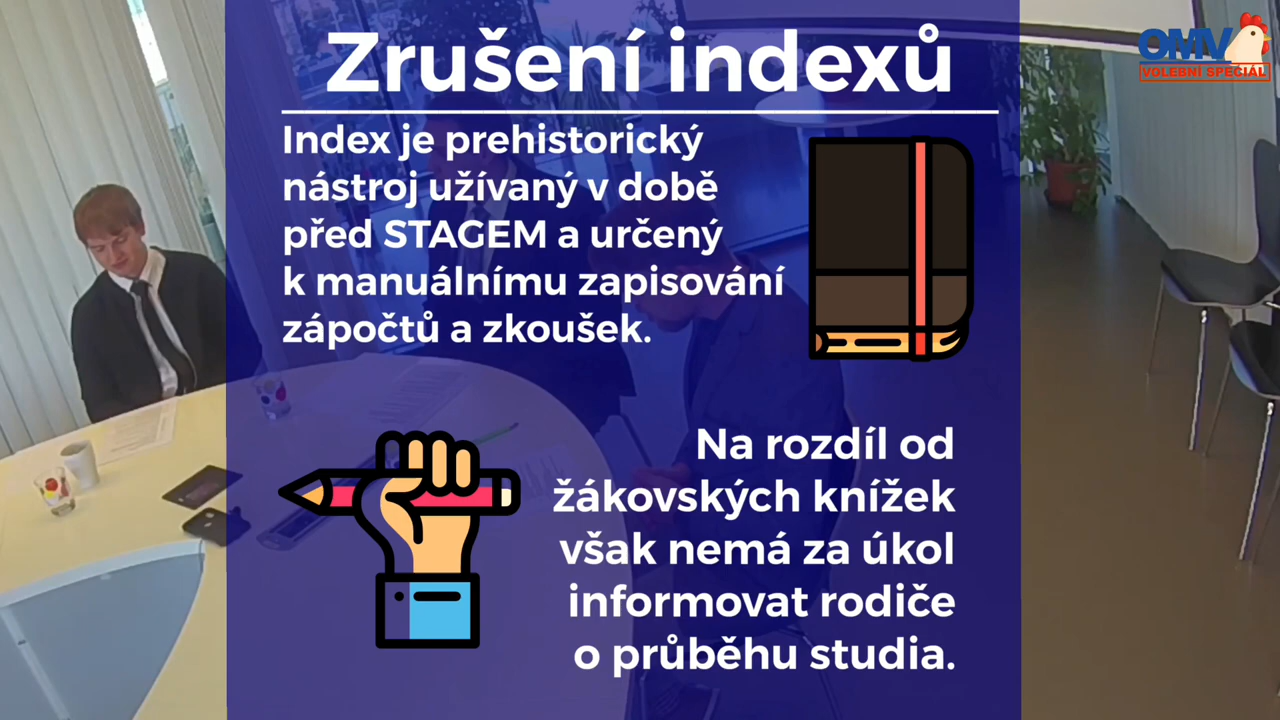 Zrušení indexů
OMV
VOLEBNÍ SPECIÁL
Index je prehistorický
nástroj užívaný v době
před STAGEM a určený
k manuálnímu zapisování
zápočtů a zkoušek.
Na rozdíl od
žákovských knížek
však nemá za úkol
informovat rodiče
o průběhu studia.